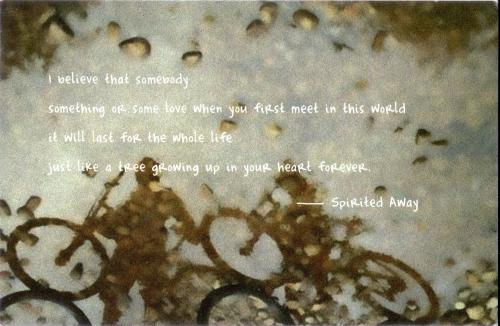 I believe that somebody
something or some love when you first meet in this world
it will last for the whole life
just like a tree growing up in your heart forever.
—— Spirited Away